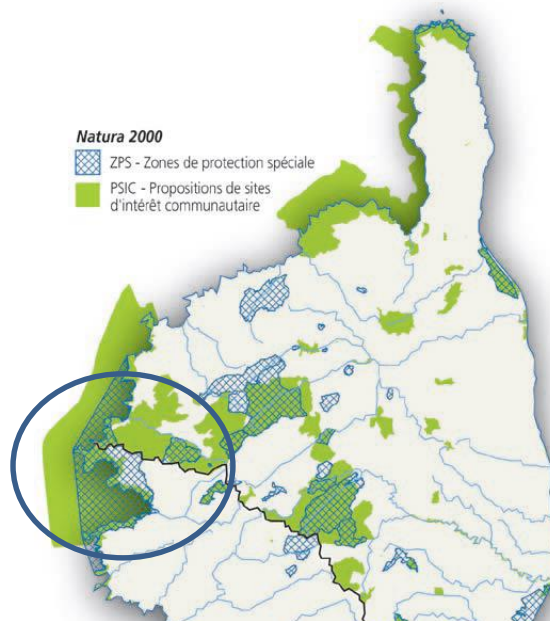 Natura 2000
ZPS - Zones de protection spéciale
PSIC - Propositions de sites
d'intérêt communautaire